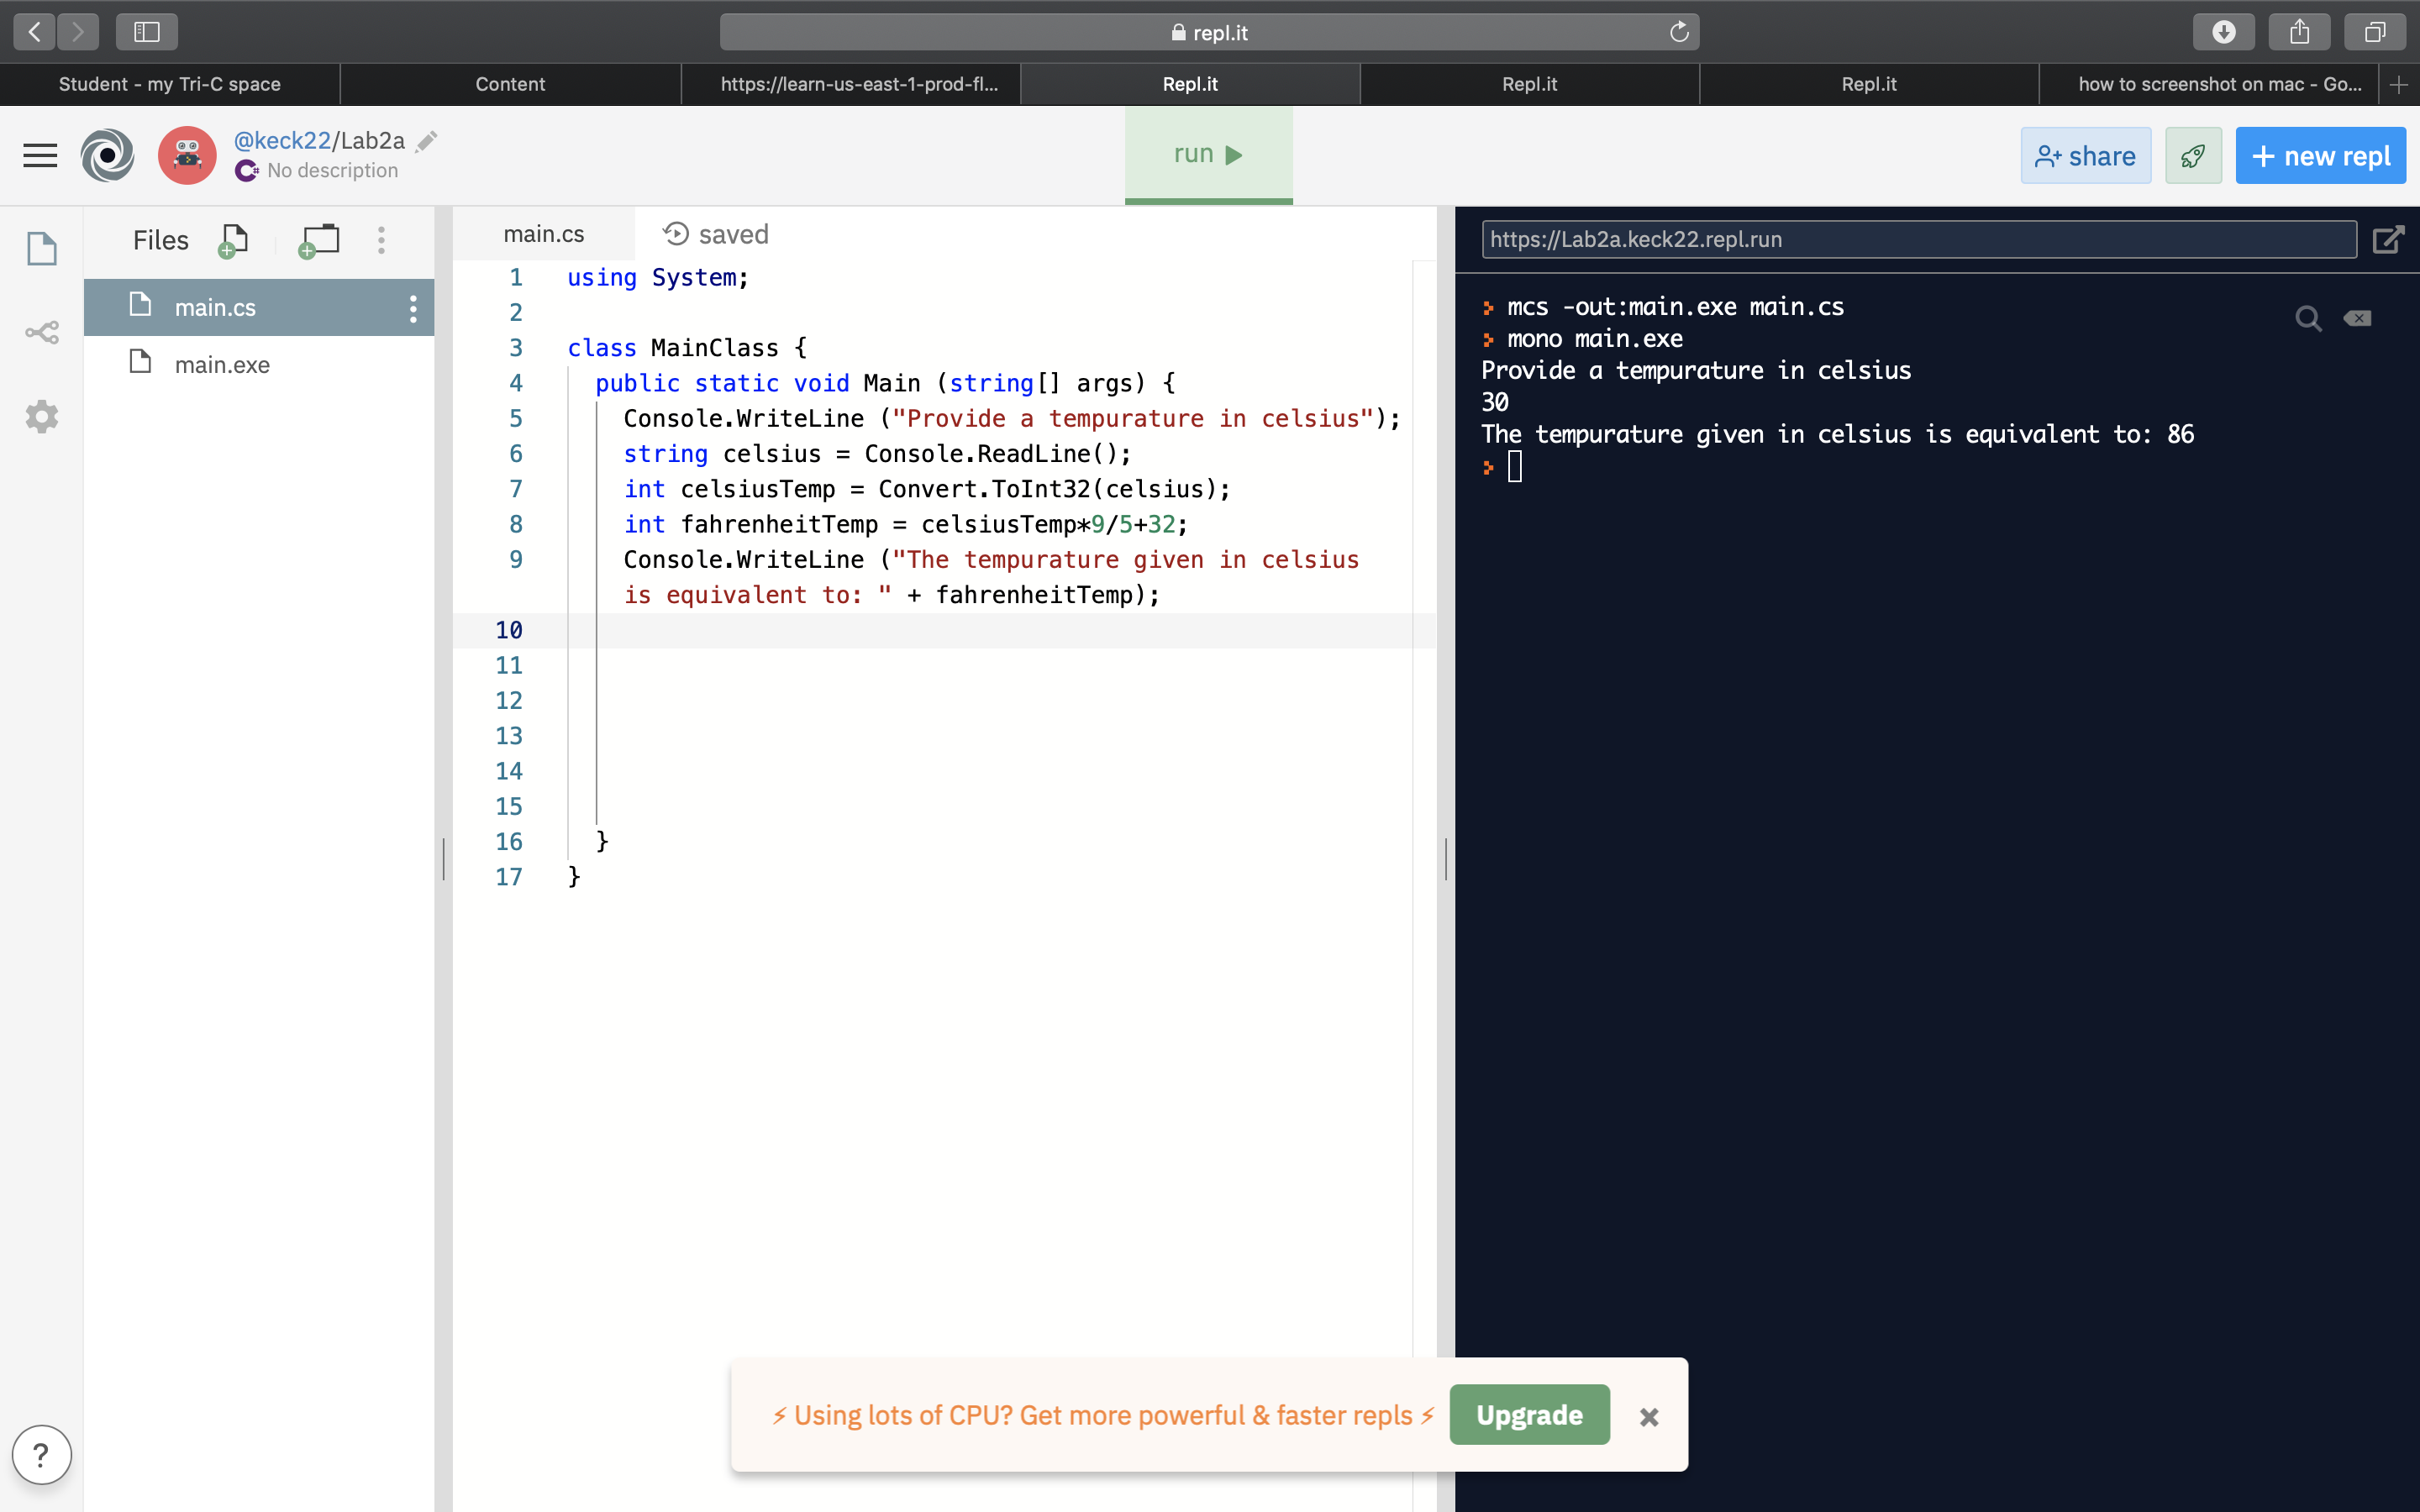 repl.it
Student - my Tri-C space
Content
https://learn-us-east-1-prod-fl...
Repl.it
Repl.it
Repl.it
how to screenshot on mac - Go...
@keck22/Lab2a
No description
run
share
+ new repl
Files
main.cs
main.exe
main.cs
saved
1 using System;
2
3 class MainClass {
4 public static void Main (string[] args) {
5 Console.WriteLine ("Provide a tempurature in celsius");
6 string celsius = Console.ReadLine();
7 int celsiusTemp = Convert.ToInt32(celsius);
8 int fahrenheitTemp = celsiusTemp*9/5+32;
9 Console.WriteLine ("The tempurature given in celsius
is equivalent to: " + fahrenheitTemp);
10
11
12
13
14
15
16 }
17 }
https://Lab2a.keck22.repl.run
mcs -out:main.exe main.cs
mono main.exe
Provide a tempurature in celsius
30
The tempurature given in celsius is equivalent to: 86
⚡ Using lots of CPU? Get more powerful & faster repls ⚡
Upgrade
?